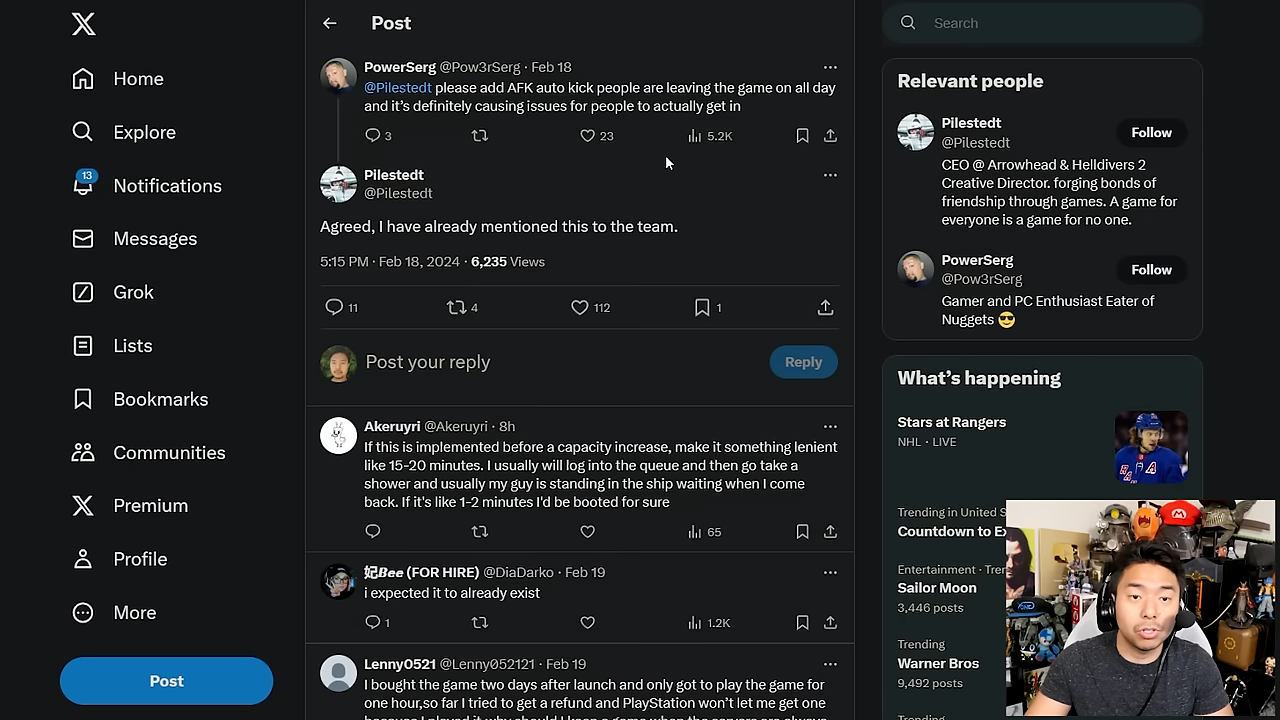 Post
Search
PowerSerg @Pow3rSerg · Feb 18
@Pilestedt please add AFK auto kick people are leaving the game on all day
and it's definitely causing issues for people to actually get in
3
23
5.2K
Pilestedt
@Pilestedt
Agreed, I have already mentioned this to the team.
5:15 PM · Feb 18, 2024 · 6,235 Views
11
4
112
1
Post your reply
Reply
Akeruyri @Akeruyri · 8h
If this is implemented before a capacity increase, make it something lenient
like 15-20 minutes. I usually will log into the queue and then go take a
shower and usually my guy is standing in the ship waiting when I come
back. If it's like 1-2 minutes I'd be booted for sure
65
妃Bee (FOR HIRE) @DiaDarko · Feb 19
i expected it to already exist
1
1.2K
Lenny0521 @Lenny052121 · Feb 19
I bought the game two days after launch and only got to play the game for
one hour,so far I tried to get a refund and PlayStation won't let me get one
Home
Explore
13
Notifications
Messages
Grok
Lists
Bookmarks
Communities
Premium
Profile
More
Post
Relevant people
Pilestedt
@Pilestedt
Follow
CEO @ Arrowhead & Helldivers 2
Creative Director. forging bonds of
friendship through games. A game for
everyone is a game for no one.
PowerSerg
@Pow3rSerg
Follow
Gamer and PC Enthusiast Eater of
Nuggets 😎
What's happening
Stars at Rangers
NHL · LIVE
Trending in United S
Countdown to Ex
Entertainment · Tren
Sailor Moon
3,446 posts
Trending
Warner Bros
9,492 posts